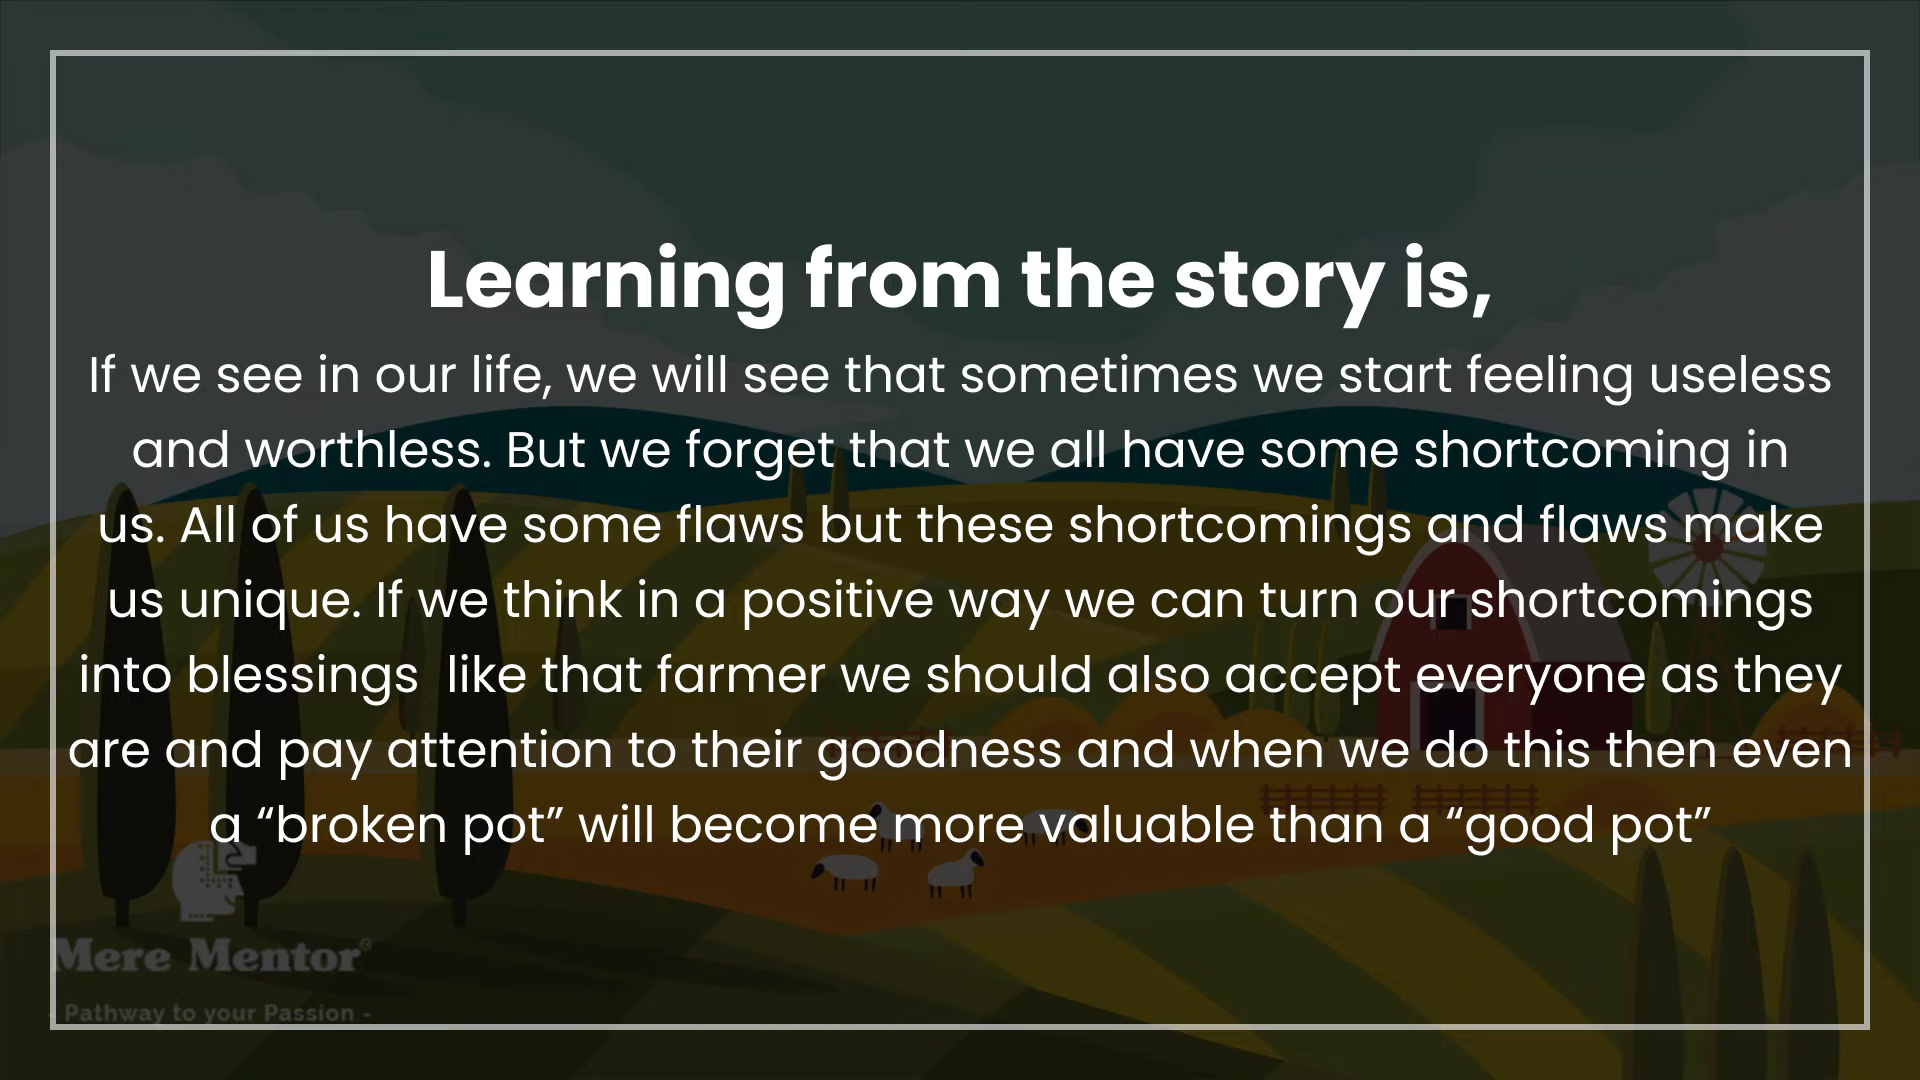 Learning from the story is,
If we see in our life, we will see that sometimes we start feeling useless
and worthless. But we forget that we all have some shortcoming in
us. All of us have some flaws but these shortcomings and flaws make
us unique. If we think in a positive way we can turn our shortcomings
into blessings  like that farmer we should also accept everyone as they
are and pay attention to their goodness and when we do this then even
a “broken pot” will become more valuable than a “good pot”
Mere Mentor®
- Pathway to your Passion -